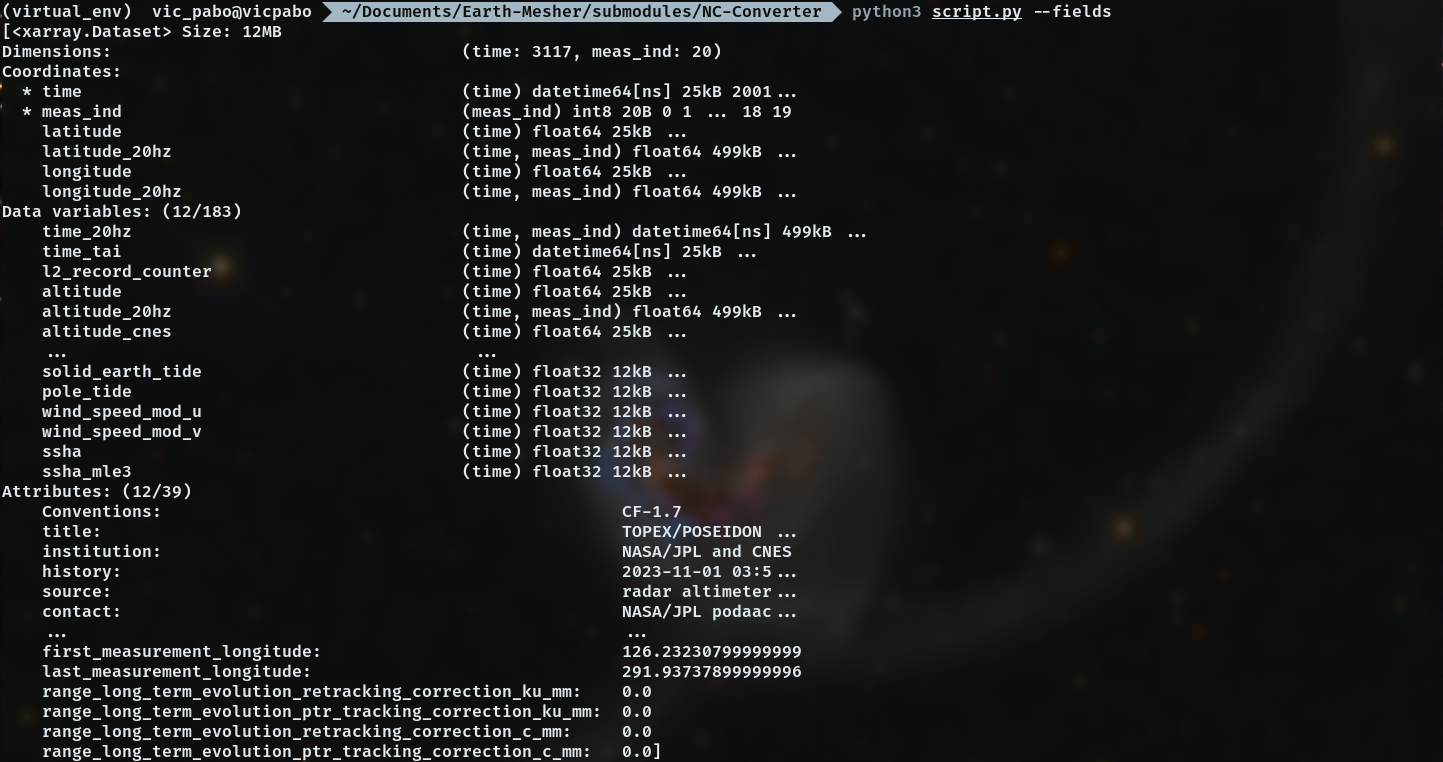 (virtual_env) vic_pabo@vicpabo ~/Documents/Earth-Mesher/submodules/NC-Converter python3 script.py --fields
[<xarray.Dataset> Size: 12MB
Dimensions: (time: 3117, meas_ind: 20)
Coordinates:
* time (time) datetime64[ns] 25kB 2001...
* meas_ind (meas_ind) int8 20B 0 1 ... 18 19
latitude (time) float64 25kB ...
latitude_20hz (time, meas_ind) float64 499kB ...
longitude (time) float64 25kB ...
longitude_20hz (time, meas_ind) float64 499kB ...
Data variables: (12/183)
time_20hz (time, meas_ind) datetime64[ns] 499kB ...
time_tai (time) datetime64[ns] 25kB ...
l2_record_counter (time) float64 25kB ...
altitude (time) float64 25kB ...
altitude_20hz (time, meas_ind) float64 499kB ...
altitude_cnes (time) float64 25kB ...
... ...
solid_earth_tide (time) float32 12kB ...
pole_tide (time) float32 12kB ...
wind_speed_mod_u (time) float32 12kB ...
wind_speed_mod_v (time) float32 12kB ...
ssha (time) float32 12kB ...
ssha_mle3 (time) float32 12kB ...
Attributes: (12/39)
Conventions: CF-1.7
title: TOPEX/POSEIDON ...
institution: NASA/JPL and CNES
history: 2023-11-01 03:5...
source: radar altimeter...
contact: NASA/JPL podaac...
... ...
first_measurement_longitude: 126.23230799999999
last_measurement_longitude: 291.93737899999996
range_long_term_evolution_retracking_correction_ku_mm: 0.0
range_long_term_evolution_ptr_tracking_correction_ku_mm: 0.0
range_long_term_evolution_retracking_correction_c_mm: 0.0
range_long_term_evolution_ptr_tracking_correction_c_mm: 0.0]